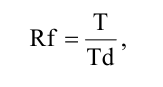 Rf = T/Td,